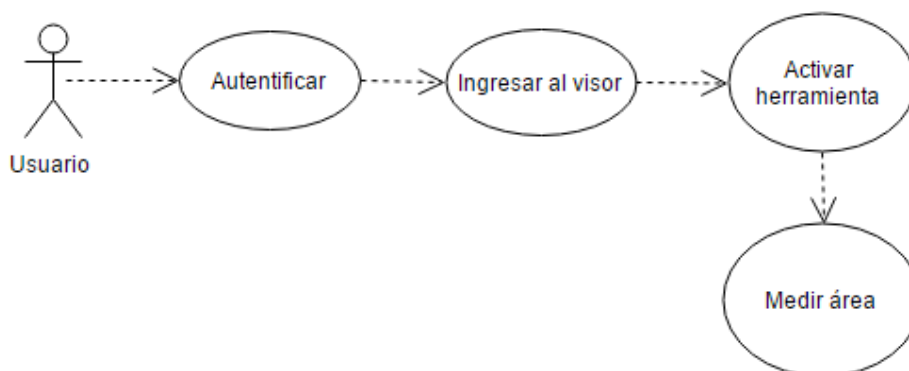 Usuario
Autentificar
Ingresar al visor
Activar
herramienta
Medir área